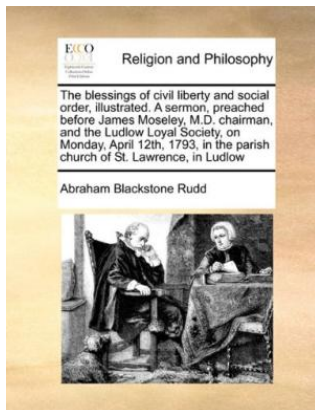 ECCO
Religion and Philosophy
The blessings of civil liberty and social
order, illustrated. A sermon, preached
before James Moseley, M.D. chairman,
and the Ludlow Loyal Society, on
Monday, April 12th, 1793, in the parish
church of St. Lawrence, in Ludlow
Abraham Blackstone Rudd